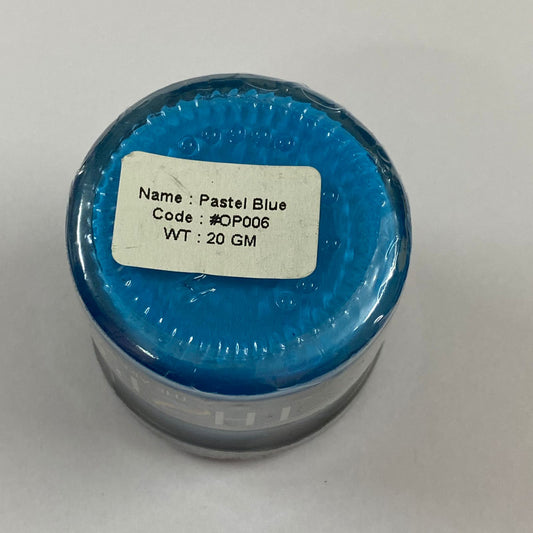 Name : Pastel Blue
Code : #OP006
WT : 20 GM